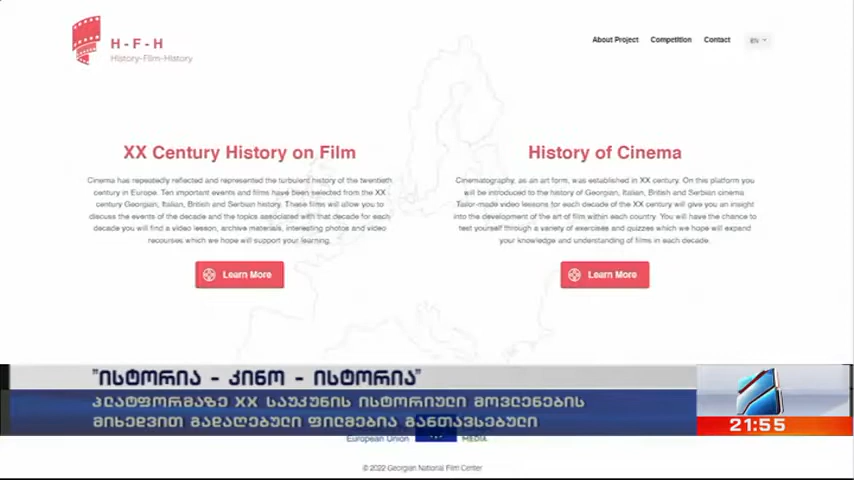 H-F-H
History-Film-History
About Project
Competition
Contact
EN
XX Century History on Film
Cinema has repeatedly reflected and represented the turbulent history of the twentieth
century in Europe. Ten important events and films have been selected from the XX
century Georgian, Italian, British and Serbian history. These films will allow you to
discuss the events of the decade and the topics associated with that decade for each
decade you will find a video lesson, archive materials, interesting photos and video
recourses which we hope will support your learning.
Learn More
History of Cinema
Cinematography, as an art form, was established in XX century. On this platform you
will be introduced to the history of Georgian, Italian, British and Serbian cinema
Tailor-made video lessons for each decade of the XX century will give you an insight
into the development of the art of film within each country. You will have the chance to
test yourself through a variety of exercises and quizzes which we hope will expand
your knowledge and understanding of films in each decade.
Learn More
"ისტორია - კინო - ისტორია"
პლატფორმაზე XX საუკუნის ისტორიული მოვლენების
მიხედვით გადაღებული ფილმებია განთავსებული
21:55
European Union
MEDIA
© 2022 Georgian National Film Center